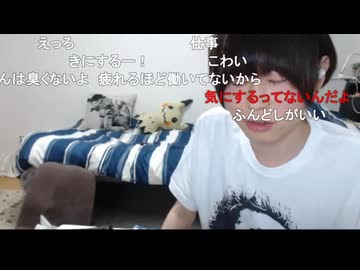 えっろ
仕事
きにするー！
こわい
んは臭くないよ 疲れるほど働いてないから
気にするってないんだよ
ふんどしがいい